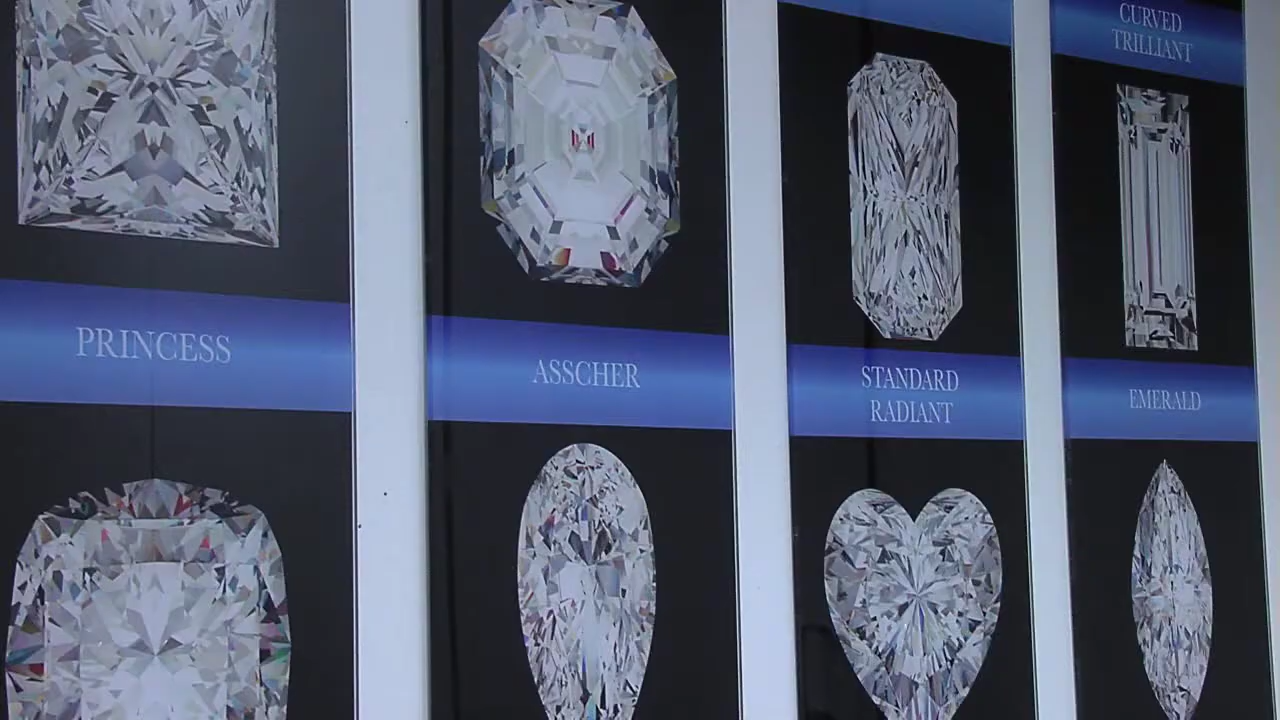 CURVED
TRILLIANT
PRINCESS
ASSCHER
STANDARD
RADIANT
EMERALD